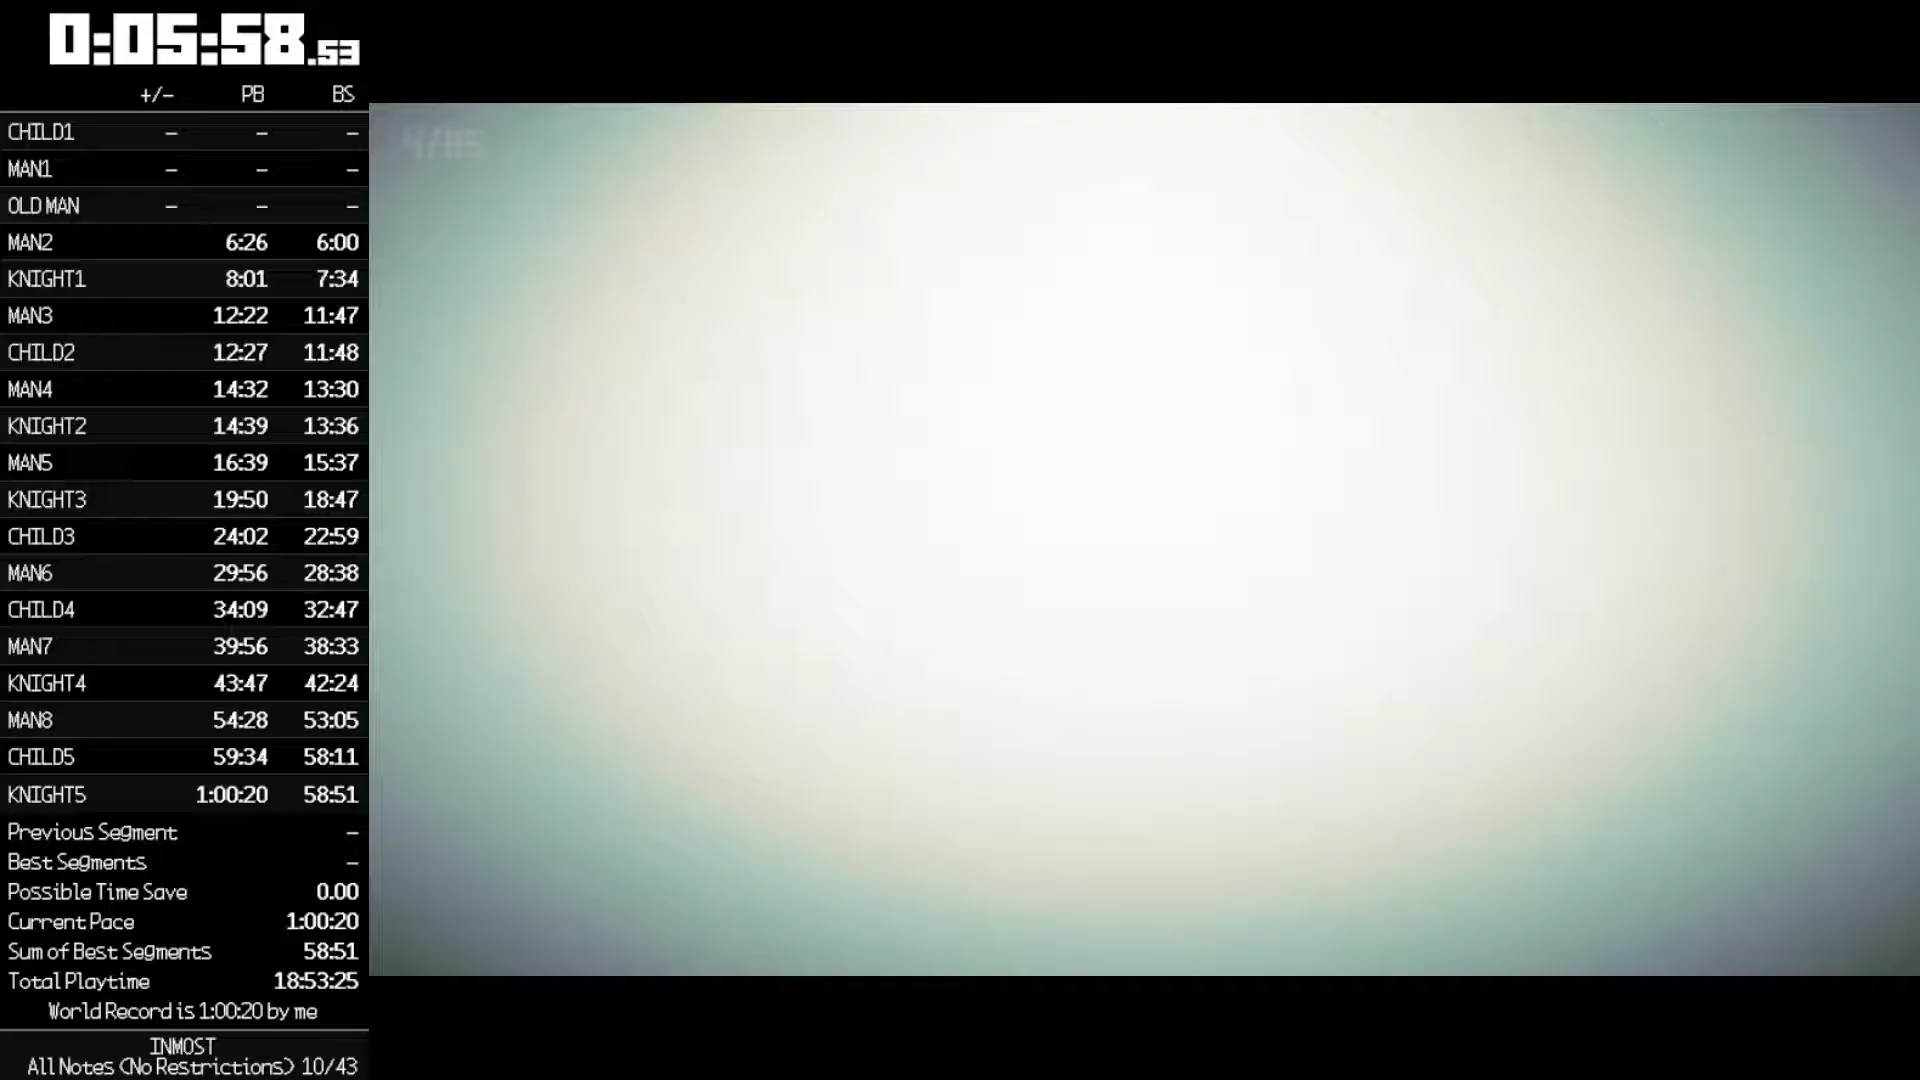 0:05:58.53
+/- PB BS
CHILD1 – – –
MAN1 – – –
OLD MAN – – –
MAN2 6:26 6:00
KNIGHT1 8:01 7:34
MAN3 12:22 11:47
CHILD2 12:27 11:48
MAN4 14:32 13:30
KNIGHT2 14:39 13:36
MAN5 16:39 15:37
KNIGHT3 19:50 18:47
CHILD3 24:02 22:59
MAN6 29:56 28:38
CHILD4 34:09 32:47
MAN7 39:56 38:33
KNIGHT4 43:47 42:24
MAN8 54:28 53:05
CHILD5 59:34 58:11
KNIGHT5 1:00:20 58:51
Previous Segment –
Best Segments –
Possible Time Save 0.00
Current Pace 1:00:20
Sum of Best Segments 58:51
Total Playtime 18:53:25
World Record is 1:00:20 by me
INMOST
All Notes (No Restrictions) 10/43